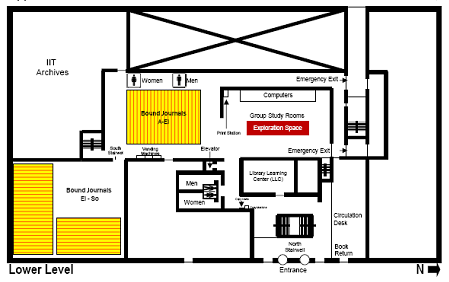 IIT
Archives
Women
Men
Emergency Exit
Computers
Bound Journals
A-El
Group Study Rooms
Exploration Space
Print Station
South
Stairwell
Vending
Machines
Elevator
Emergency Exit
Bound Journals
El - So
Men
Women
Library Learning
Center (LLC)
Circulation
Desk
North
Stairwell
Book
Return
Entrance
Lower Level
N